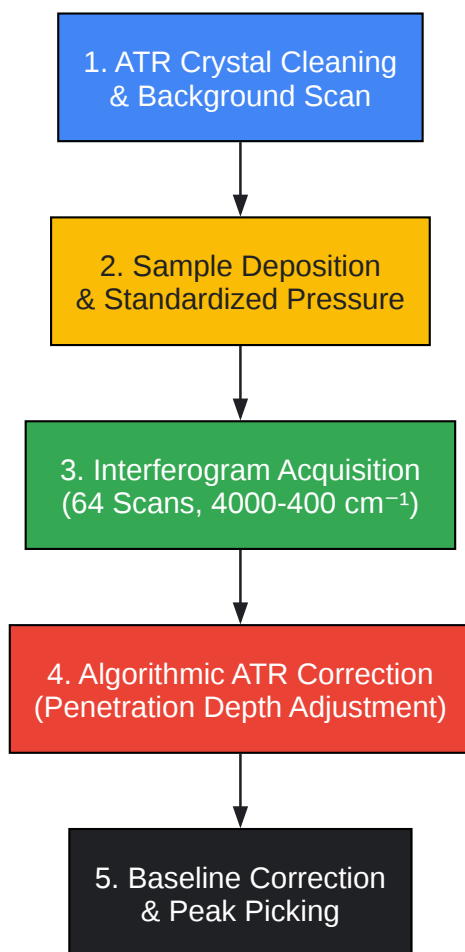 1. ATR Crystal Cleaning
& Background Scan
2. Sample Deposition
& Standardized Pressure
3. Interferogram Acquisition
(64 Scans, 4000-400 cm⁻¹)
4. Algorithmic ATR Correction
(Penetration Depth Adjustment)
5. Baseline Correction
& Peak Picking